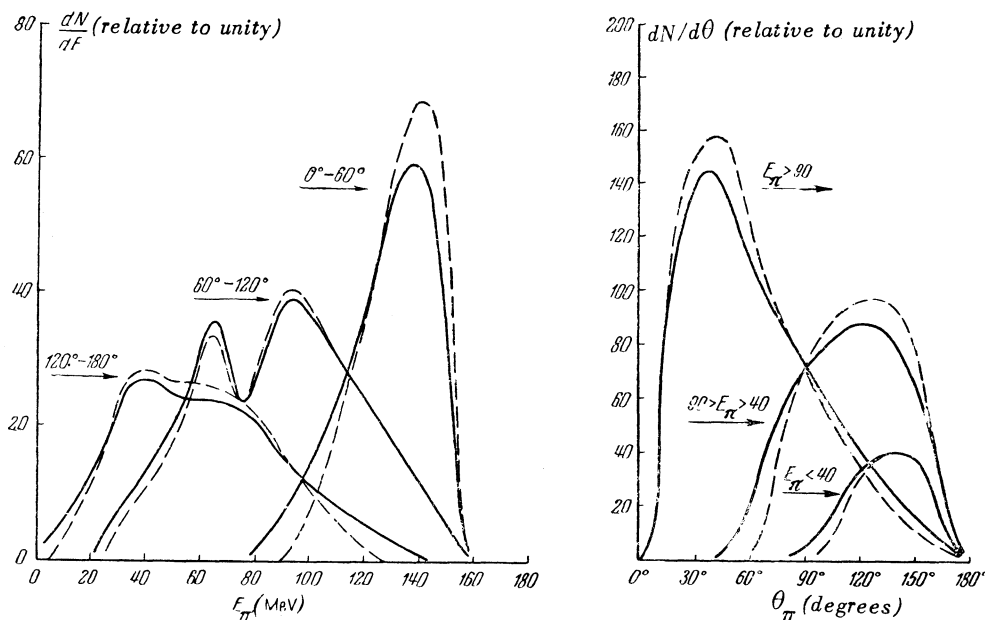 80
dN/dE (relative to unity)
60
40
20
0
0°–60°
60°–120°
120°–180°
0 20 40 60 80 100 120 140 160 180
E_π (MeV)
200
dN/dθ (relative to unity)
180
160
140
120
100
80
60
40
20
0
E_π>90
90>E_π>40
E_π<40
30° 60° 90° 120° 150° 180°
θ_π (degrees)